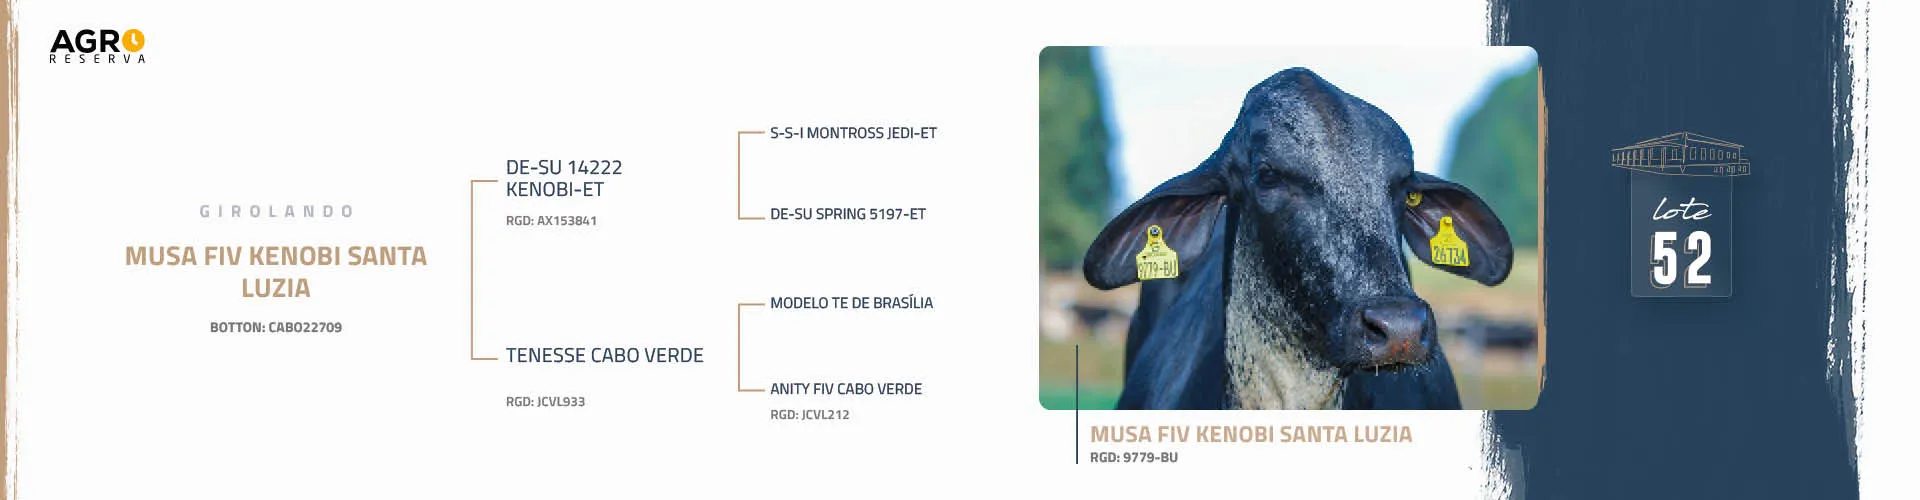 AGRO
RESERVA
GIROLANDO
MUSA FIV KENOBI SANTA
LUZIA
BOTTON: CABO22709
DE-SU 14222
KENOBI-ET
RGD: AX153841
TENESSE CABO VERDE
RGD: JCVL933
S-S-I MONTROSS JEDI-ET
DE-SU SPRING 5197-ET
MODELO TE DE BRASÍLIA
ANITY FIV CABO VERDE
RGD: JCVL212
9779-BU
26734
MUSA FIV KENOBI SANTA LUZIA
RGD: 9779-BU
lote
52